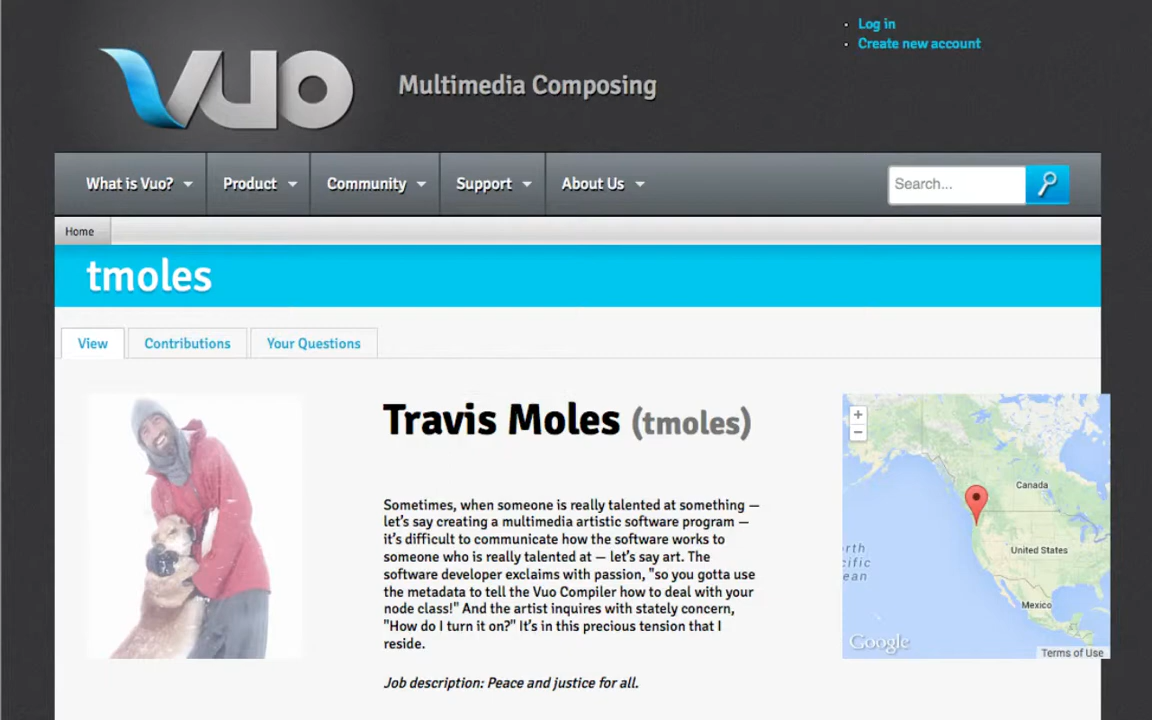 Log in
Create new account
vuo
Multimedia Composing
What is Vuo?
Product
Community
Support
About Us
Search...
Home
tmoles
View
Contributions
Your Questions
Travis Moles (tmoles)
Sometimes, when someone is really talented at something —
let's say creating a multimedia artistic software program —
it's difficult to communicate how the software works to
someone who is really talented at — let's say art. The
software developer exclaims with passion, "so you gotta use
the metadata to tell the Vuo Compiler how to deal with your
node class!" And the artist inquires with stately concern,
"How do I turn it on?" It's in this precious tension that I
reside.
Job description: Peace and justice for all.
+
−
Canada
United States
rth
cific
ean
Mexico
Google
Terms of Use